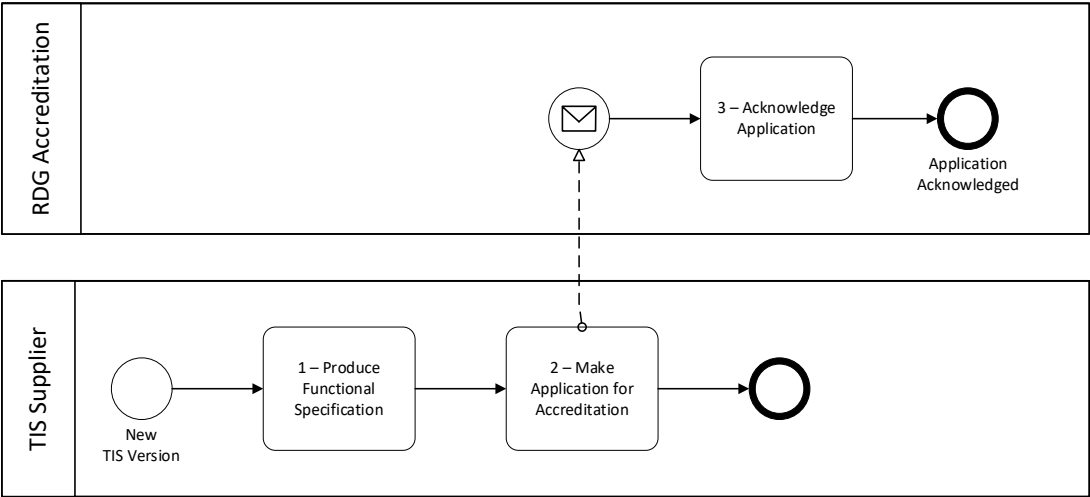 RDG Accreditation
3 – Acknowledge
Application
Application
Acknowledged
TIS Supplier
New
TIS Version
1 – Produce
Functional
Specification
2 – Make
Application for
Accreditation